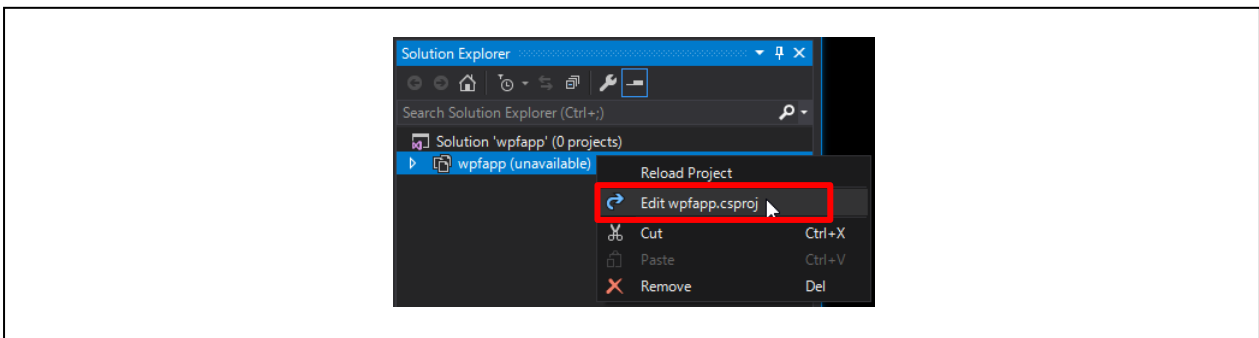 Solution Explorer
Search Solution Explorer (Ctrl+;)
Solution 'wpfapp' (0 projects)
wpfapp (unavailable)
Reload Project
Edit wpfapp.csproj
Cut Ctrl+X
Paste Ctrl+V
Remove Del